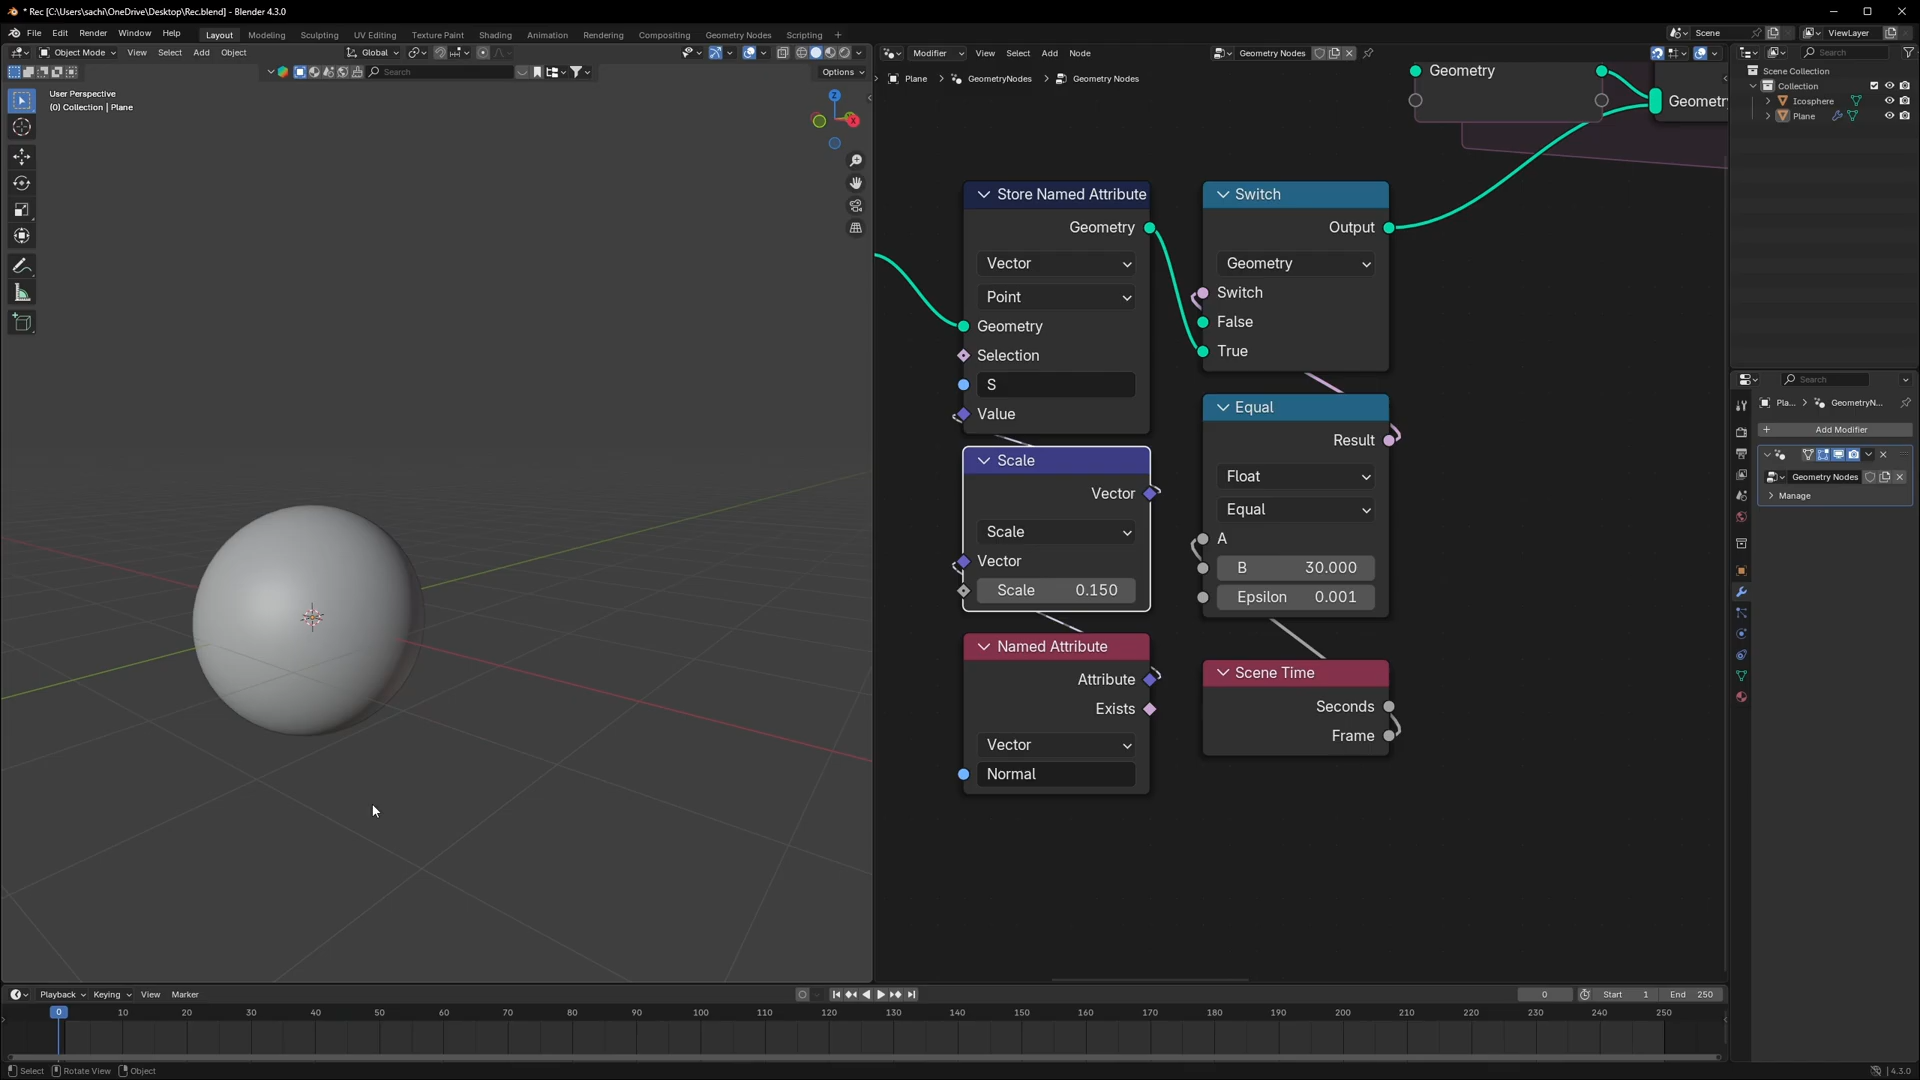 * Rec [C:\Users\sachi\OneDrive\Desktop\Rec.blend] - Blender 4.3.0
File Edit Render Window Help
Layout Modeling Sculpting UV Editing Texture Paint Shading Animation Rendering Compositing Geometry Nodes Scripting +
Scene
ViewLayer
Object Mode View Select Add Object
Global
Search
Options
User Perspective
(0) Collection | Plane
Z
X
Modifier View Select Add Node
Geometry Nodes
Plane > GeometryNodes > Geometry Nodes
Geometry
Geometr
Store Named Attribute
Geometry
Vector
Point
Geometry
Selection
S
Value
Scale
Vector
Scale
Vector
Scale 0.150
Named Attribute
Attribute
Exists
Vector
Normal
Switch
Output
Geometry
Switch
False
True
Equal
Result
Float
Equal
A
B 30.000
Epsilon 0.001
Scene Time
Seconds
Frame
Search
Scene Collection
Collection
Icosphere
Plane
Search
Pla... > GeometryN...
+ Add Modifier
Geometry Nodes
Manage
Playback Keying View Marker
0
Start 1
End 250
0 10 20 30 40 50 60 70 80 90 100 110 120 130 140 150 160 170 180 190 200 210 220 230 240 250
Select Rotate View Object
4.3.0